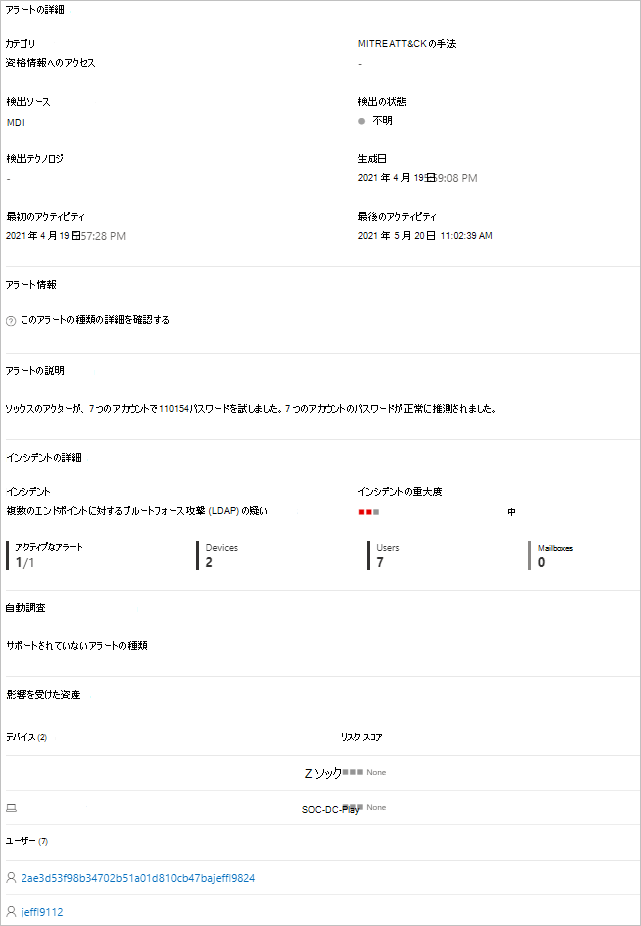 アラートの詳細
カテゴリ
MITREATT&CKの手法
資格情報へのアクセス
-
検出ソース
検出の状態
MDI
不明
検出テクノロジ
生成日
-
2021 年 4 月 19日 59:08 PM
最初のアクティビティ
最後のアクティビティ
2021 年 4 月 19日 57:28 PM
2021 年 5 月 20日 11:02:39 AM
アラート情報
このアラートの種類の詳細を確認する
アラートの説明
ソックスのアクターが、7 つのアカウントで 110154パスワードを試しました。7 つのアカウントのパスワードが正常に推測されました。
インシデントの詳細
インシデント
インシデントの重大度
複数のエンドポイントに対するブルートフォース攻撃 (LDAP) の疑い
中
アクティブなアラート
Devices
Users
Mailboxes
1/1
2
7
0
自動調査
サポートされていないアラートの種類
影響を受けた資産
デバイス (2)
リスク スコア
Z ソック
None
SOC-DC-Play
None
ユーザー (7)
2ae3d53f98b34702b51a01d810cb47bajeffl9824
jeffl9112